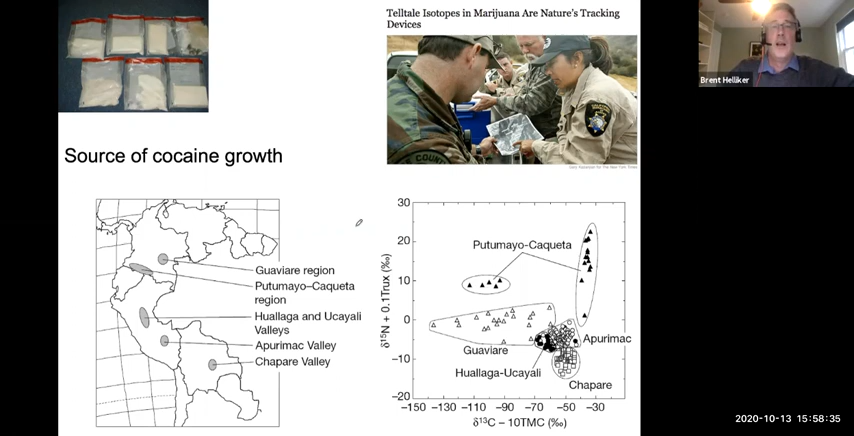 Telltale Isotopes in Marijuana Are Nature's Tracking
Devices
Brent Helliker
Source of cocaine growth
Guaviare region
Putumayo–Caqueta
region
Huallaga and Ucayali
Valleys
Apurimac Valley
Chapare Valley
30
20
10
0
−10
−20
δ¹⁵N + 0.1Trux (‰)
Putumayo-Caqueta
Guaviare
Apurimac
Huallaga-Ucayali
Chapare
−150 −130 −110 −90 −70 −50 −30
δ¹³C − 10TMC (‰)
2020-10-13 15:58:35